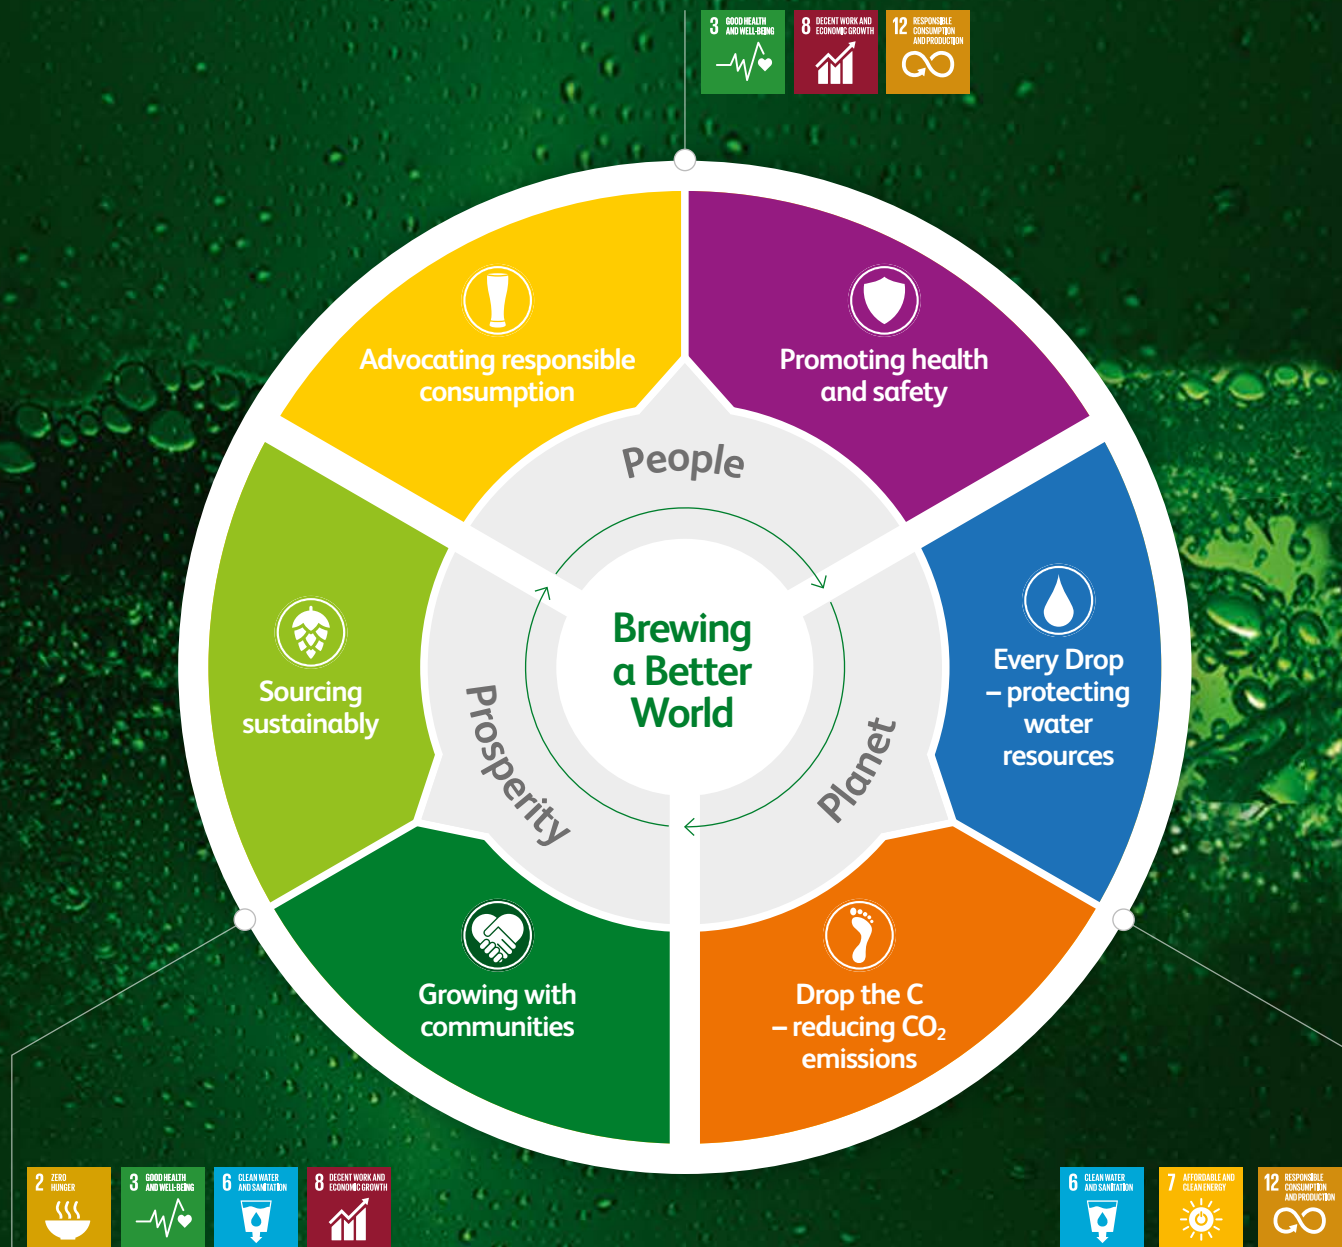 3 GOOD HEALTH
AND WELL-BEING
8 DECENT WORK AND
ECONOMIC GROWTH
12 RESPONSIBLE
CONSUMPTION
AND PRODUCTION
Advocating responsible
consumption
Promoting health
and safety
People
Sourcing
sustainably
Brewing
a Better
World
Every Drop
– protecting
water
resources
Prosperity
Planet
Growing with
communities
Drop the C
– reducing CO₂
emissions
2 ZERO
HUNGER
3 GOOD HEALTH
AND WELL-BEING
6 CLEAN WATER
AND SANITATION
8 DECENT WORK AND
ECONOMIC GROWTH
6 CLEAN WATER
AND SANITATION
7 AFFORDABLE AND
CLEAN ENERGY
12 RESPONSIBLE
CONSUMPTION
AND PRODUCTION